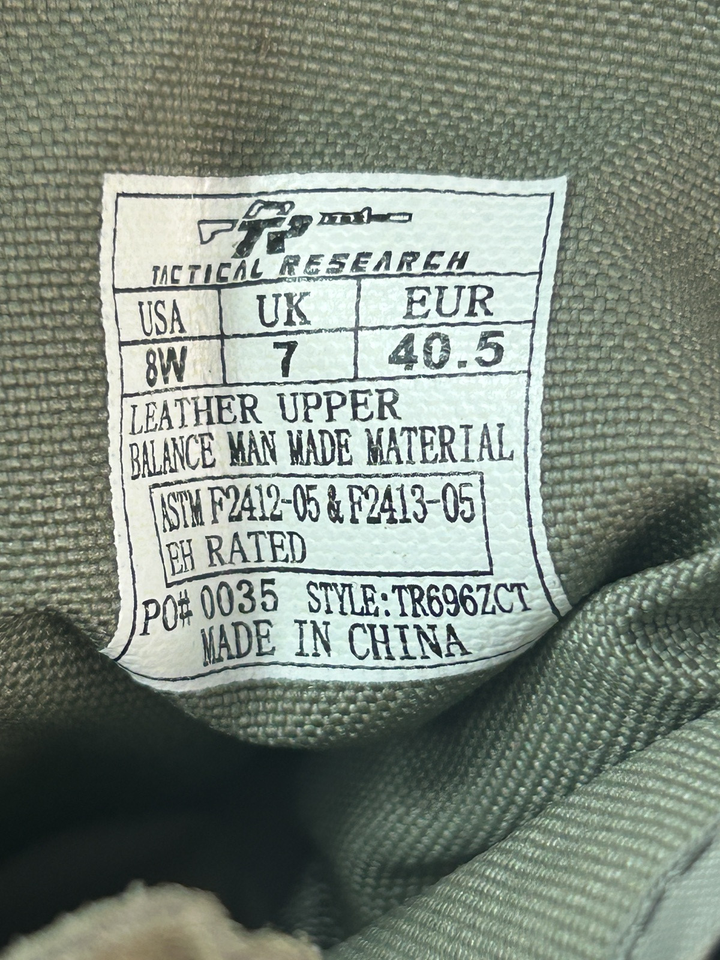 TR
TACTICAL RESEARCH
USA UK EUR
8W 7 40.5
LEATHER UPPER
BALANCE MAN MADE MATERIAL
ASTM F2412-05 & F2413-05
EH RATED
PO# 0035 STYLE:TR696ZCT
MADE IN CHINA